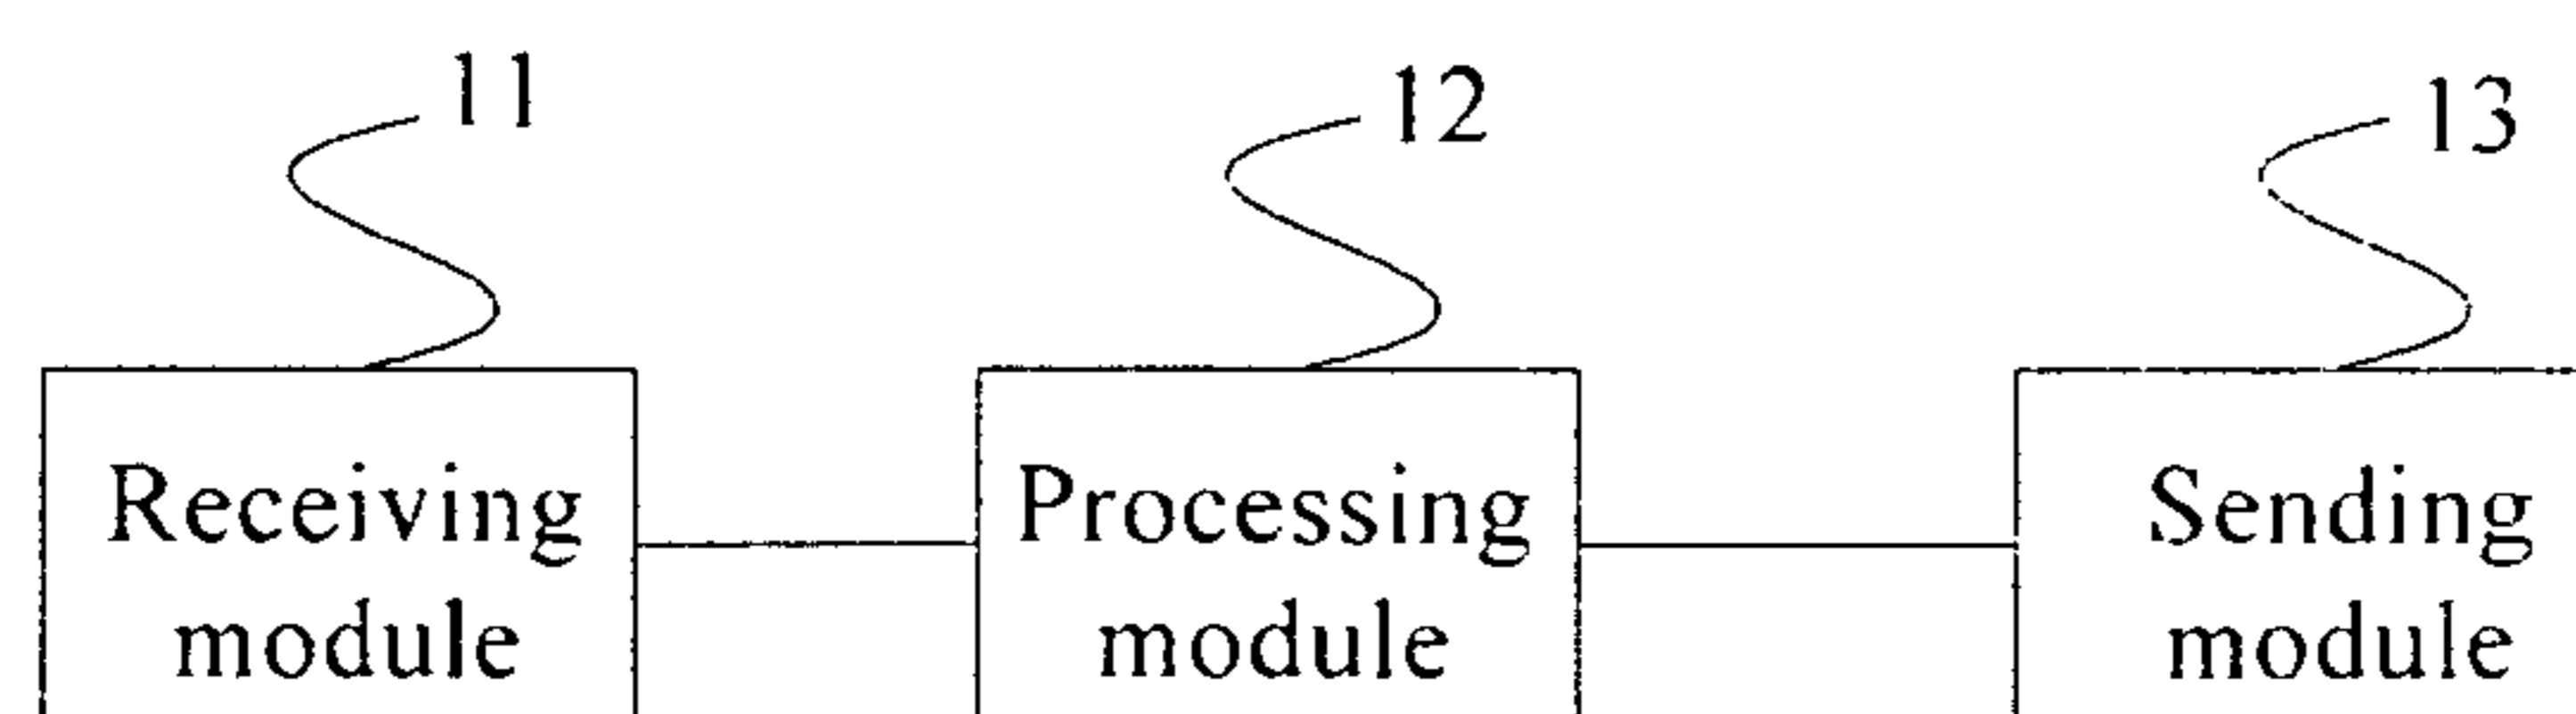 11
12
13
Receiving
module
Processing
module
Sending
module